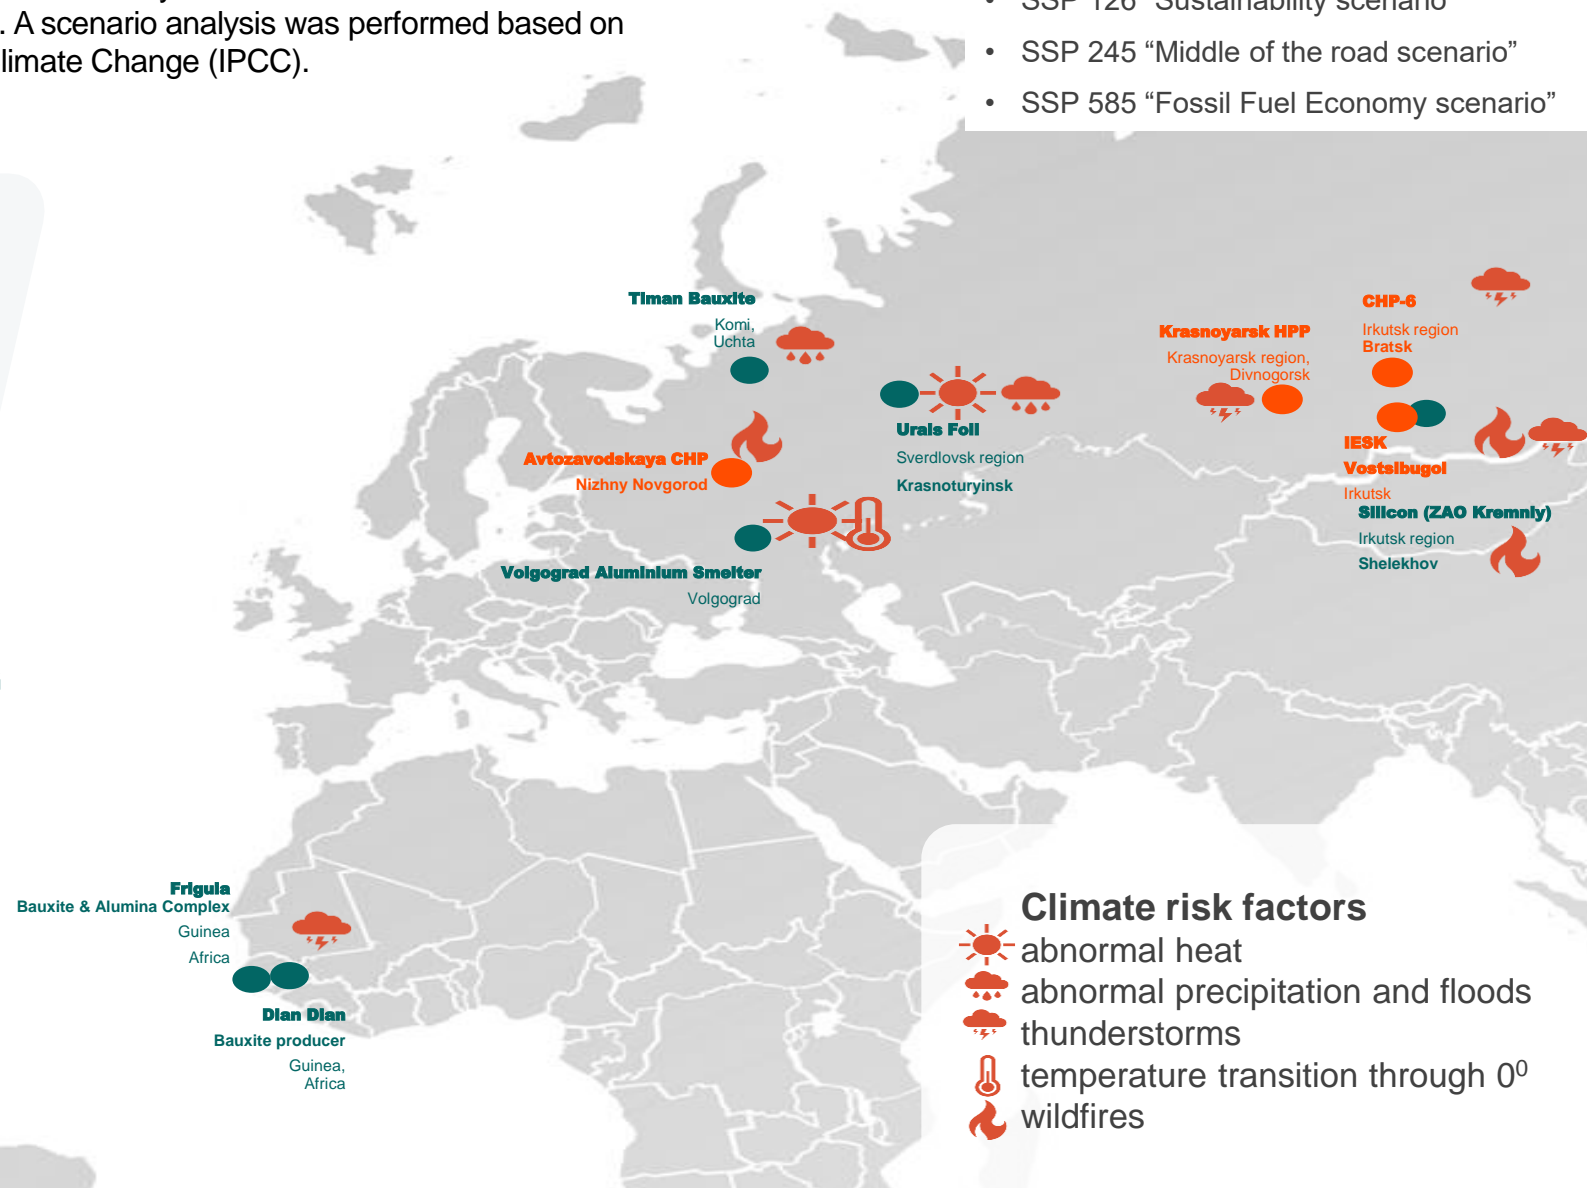 . A scenario analysis was performed based on
limate Change (IPCC).
• SSP 126 “Sustainability scenario”
• SSP 245 “Middle of the road scenario”
• SSP 585 “Fossil Fuel Economy scenario”
Timan Bauxite
Komi,
Uchta
Avtozavodskaya CHP
Nizhny Novgorod
Urals Foil
Sverdlovsk region
Krasnoturyinsk
Volgograd Aluminium Smelter
Volgograd
Krasnoyarsk HPP
Krasnoyarsk region,
Divnogorsk
CHP-6
Irkutsk region
Bratsk
IESK
Vostsibugol
Irkutsk
Silicon (ZAO Kremniy)
Irkutsk region
Shelekhov
Friguia
Bauxite & Alumina Complex
Guinea
Africa
Dian Dian
Bauxite producer
Guinea,
Africa
Climate risk factors
abnormal heat
abnormal precipitation and floods
thunderstorms
temperature transition through 0⁰
wildfires